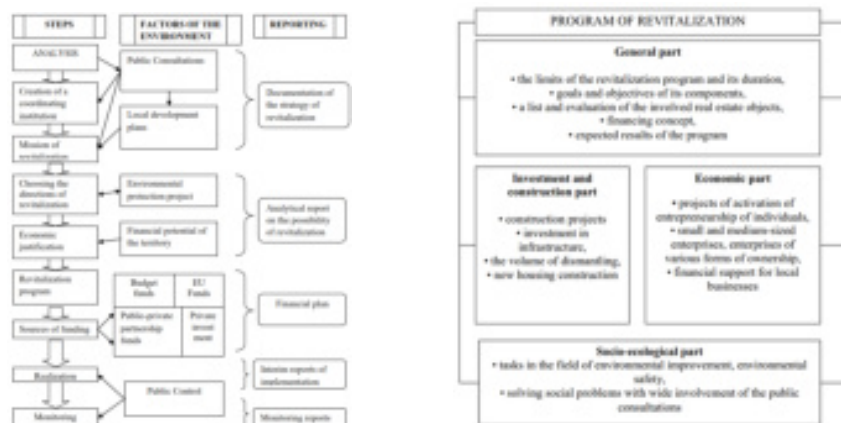 STEPS
FACTORS OF THE
ENVIRONMENT
REPORTING
ANALYSIS
Creation of a
coordinating
institution
Mission of
revitalization
Choosing the
directions of
revitalization
Economic
justification
Revitalization
program
Sources of funding
Realization
Monitoring
Public Consultations
Local development
plans
Environmental
protection project
Financial potential of
the territory
Budget
funds
EU
Funds
Public-private
partnership
funds
Private
invest
ment
Public Control
Documentation of
the strategy of
revitalization
Analytical report
on the possibility
of revitalization
Financial plan
Interim reports of
implementation
Monitoring reports
PROGRAM OF REVITALIZATION
General part
• the limits of the revitalization program and its duration,
• goals and objectives of its components,
• a list and evaluation of the involved real estate objects,
• financing concept,
• expected results of the program
Investment and
construction part
• construction projects
• investment in
infrastructure,
• the volume of dismantling,
• new housing construction
Economic part
• projects of activation of
entrepreneurship of individuals,
• small and medium-sized
enterprises, enterprises of
various forms of ownership,
• financial support for local
businesses
Socio-ecological part
• tasks in the field of environmental improvement, environmental
safety,
• solving social problems with wide involvement of the public
consultations